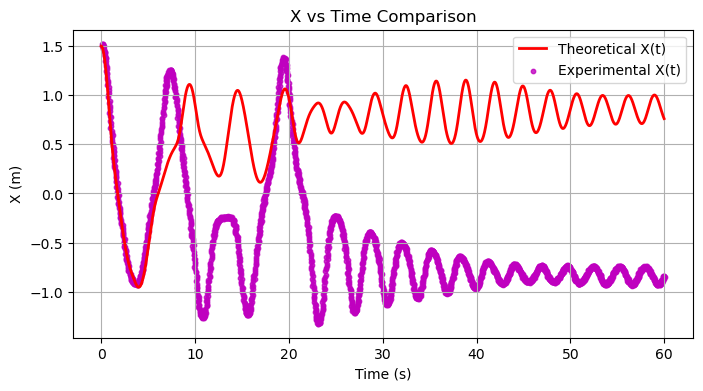 X vs Time Comparison
Theoretical X(t)
Experimental X(t)
X (m)
1.5
1.0
0.5
0.0
−0.5
−1.0
0 10 20 30 40 50 60
Time (s)